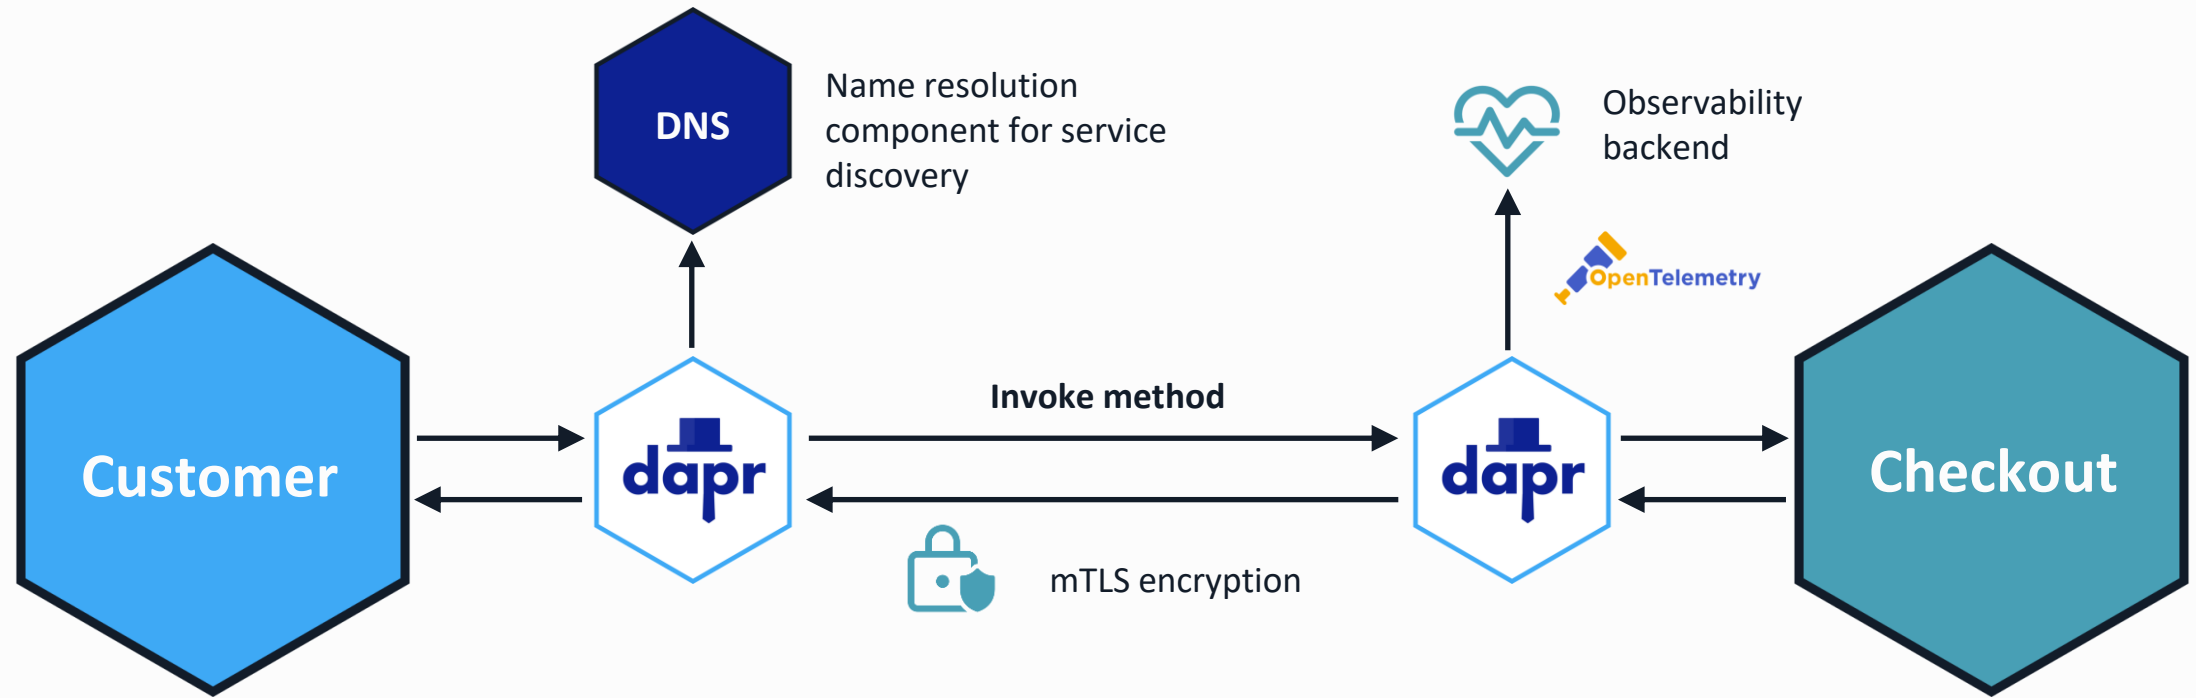 DNS
Name resolution
component for service
discovery
Observability
backend
OpenTelemetry
Customer
dapr
Invoke method
mTLS encryption
dapr
Checkout